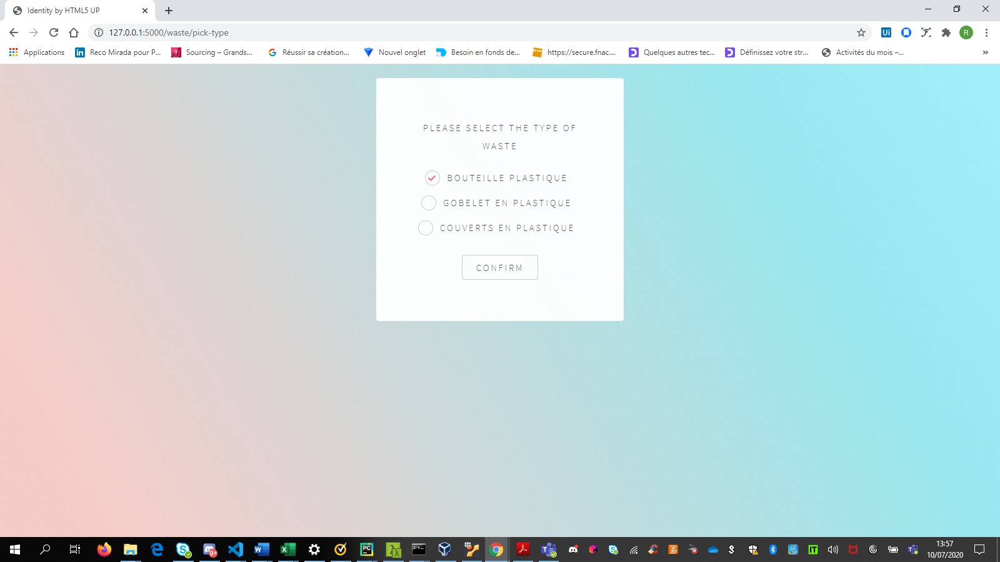 Identity by HTML5 UP
127.0.0.1:5000/waste/pick-type
Applications
Reco Mirada pour P...
Sourcing – Grands...
Réussir sa création...
Nouvel onglet
Besoin en fonds de...
https://secure.fnac....
Quelques autres tec...
Définissez votre str...
Activités du mois –...
»
PLEASE SELECT THE TYPE OF
WASTE
BOUTEILLE PLASTIQUE
GOBELET EN PLASTIQUE
COUVERTS EN PLASTIQUE
CONFIRM
13:57
10/07/2020